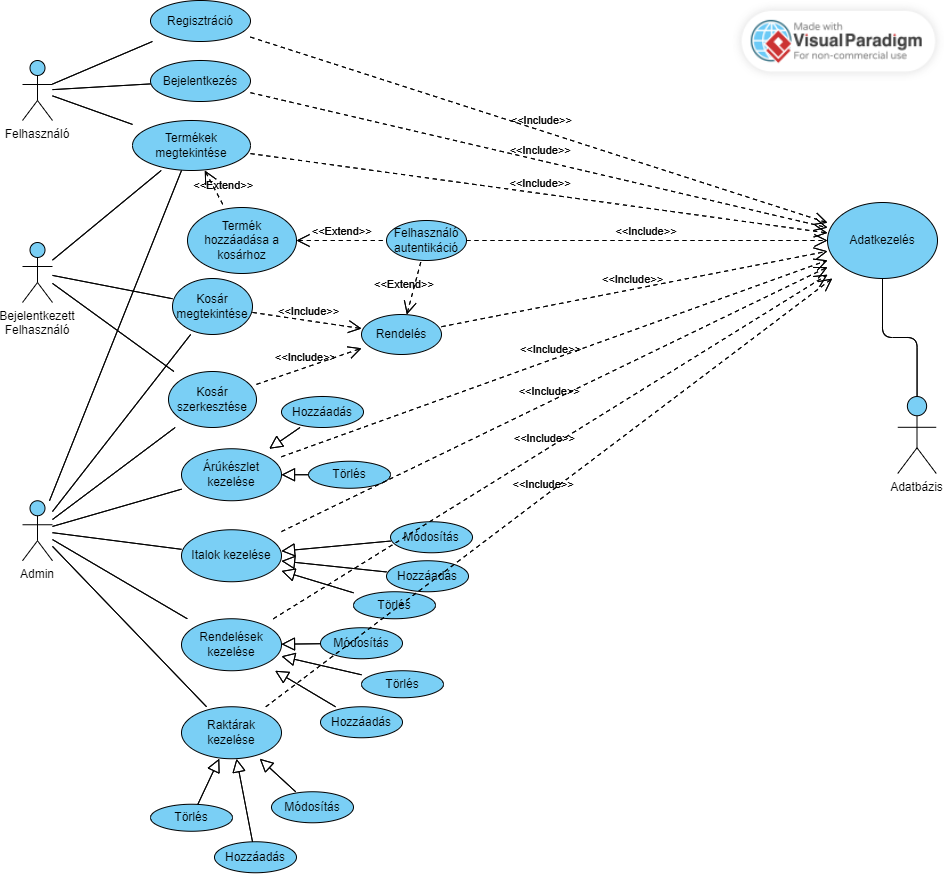 Made with
Visual Paradigm
For non-commercial use
Regisztráció
Bejelentkezés
Felhasználó
Termékek
megtekintése
<<Include>>
<<Include>>
<<Include>>
<<Extend>>
Termék
hozzáadása a
kosárhoz
<<Extend>>
Felhasználó
autentikáció
<<Include>>
Adatkezelés
<<Extend>>
<<Include>>
Bejelentkezett
Felhasználó
Kosár
megtekintése
<<Include>>
Rendelés
<<Include>>
<<Include>>
Kosár
szerkesztése
<<Include>>
Hozzáadás
<<Include>>
Árúkészlet
kezelése
Törlés
<<Include>>
Adatbázis
Admin
Italok kezelése
Módosítás
Hozzáadás
Törlés
Rendelések
kezelése
Módosítás
Törlés
Hozzáadás
Raktárak
kezelése
Törlés
Módosítás
Hozzáadás